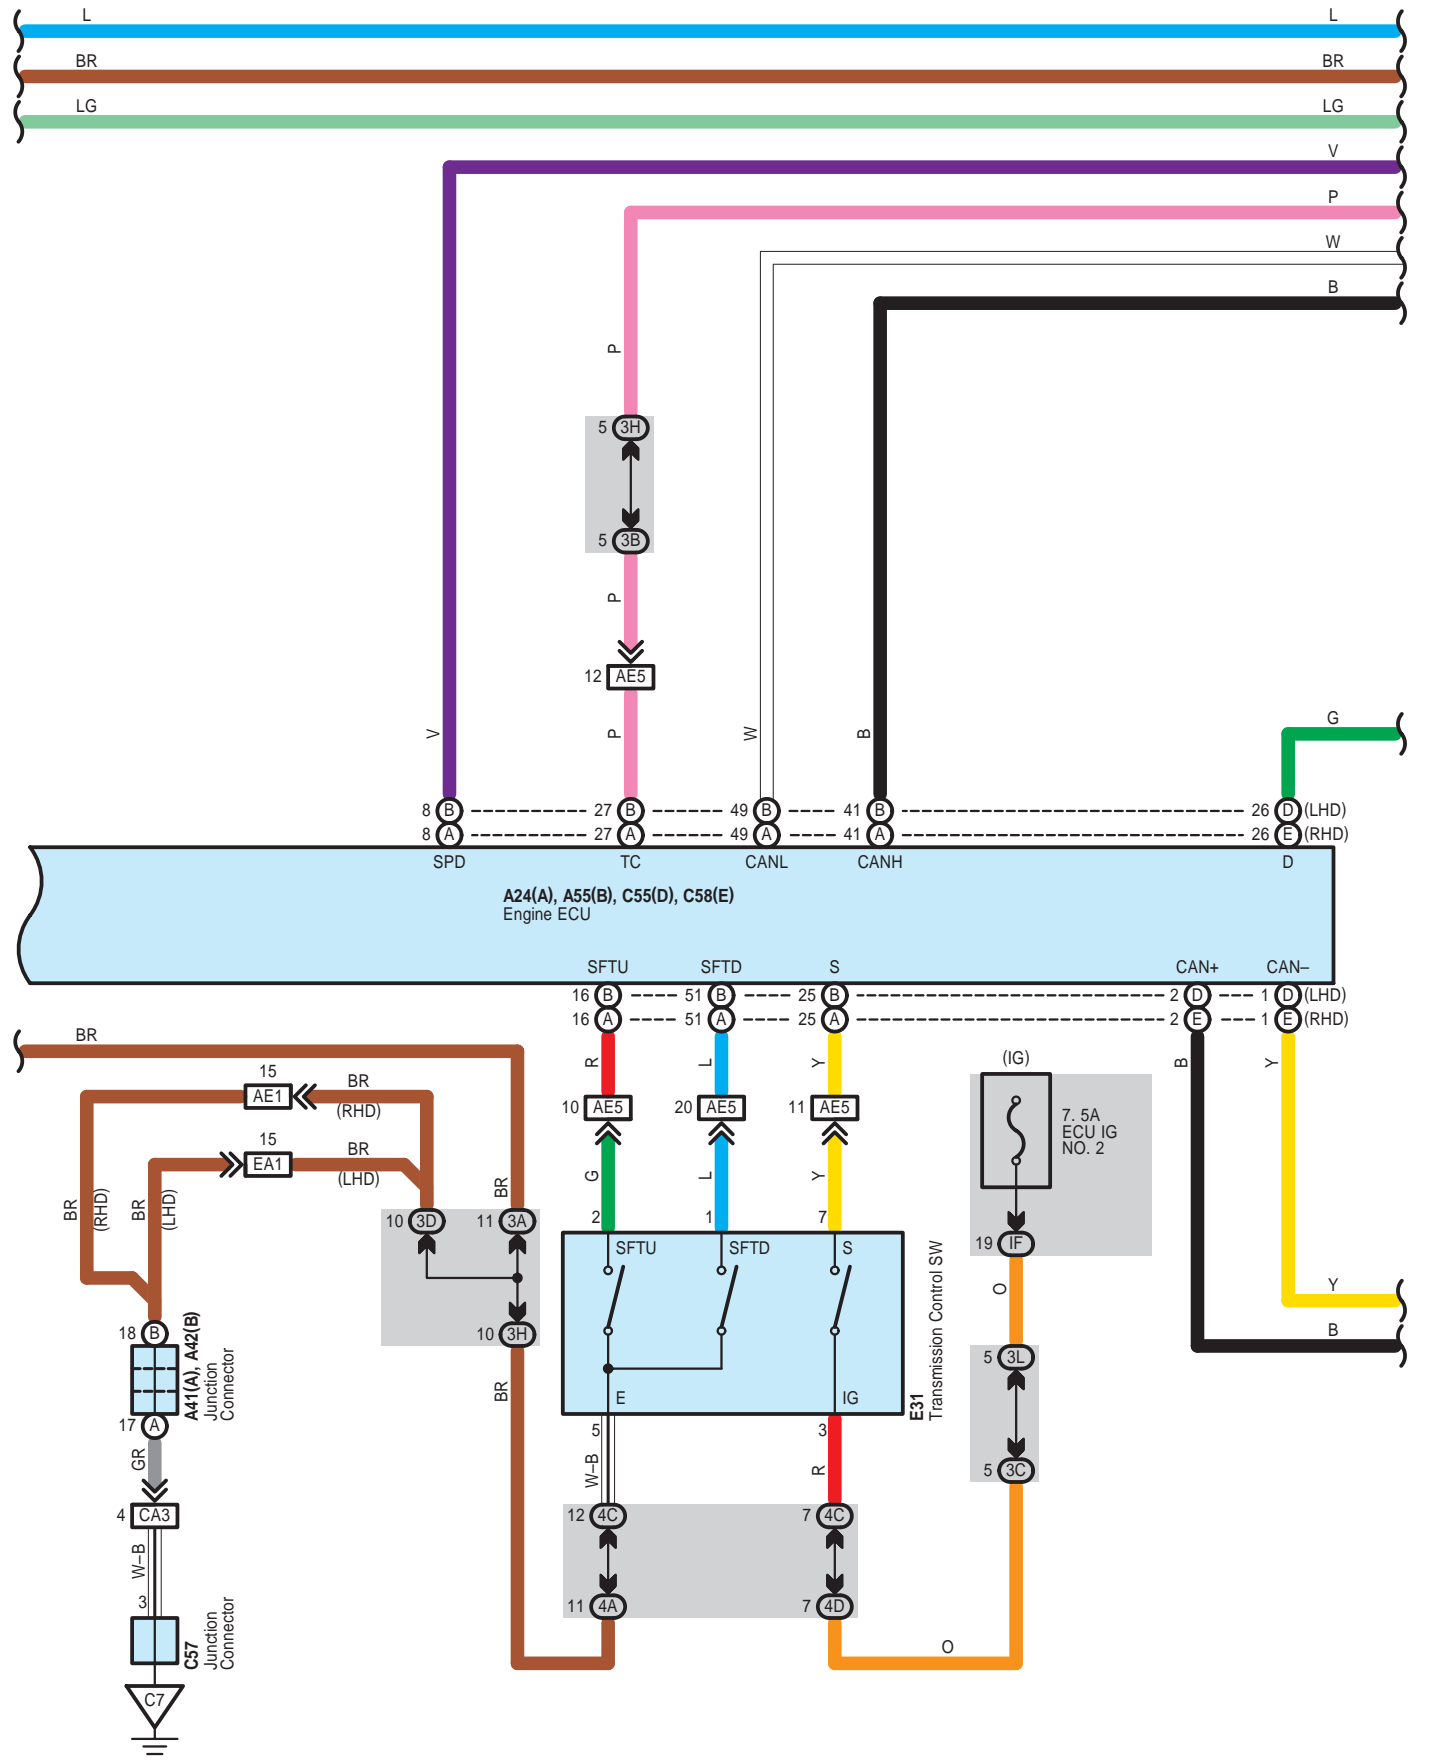 L L
BR BR
LG LG
V
P
W
B
P
5 3H
5 3B
P
12 AE5
V P W B G
8 B 27 B 49 B 41 B 26 D (LHD)
8 A 27 A 49 A 41 A 26 E (RHD)
SPD TC CANL CANH D
A24(A), A55(B), C55(D), C58(E)
Engine ECU
SFTU SFTD S CAN+ CAN–
16 B 51 B 25 B 2 D 1 D (LHD)
16 A 51 A 25 A 2 E 1 E (RHD)
BR
R L Y B Y
(IG)
15
AE1
BR
(RHD)
10 AE5 20 AE5 11 AE5
7. 5A
ECU IG
NO. 2
15
EA1
BR
(LHD)
G L Y
BR
(RHD)
BR
(LHD)
BR
10 3D 11 3A
2 1 7
19 IF
SFTU SFTD S
O
Y
B
18 B
10 3H
5 3L
A41(A), A42(B)
Junction
Connector
BR
E IG
E31
Transmission Control SW
17 A
5 3
GR
W–B R
5 3C
4 CA3
12 4C 7 4C
W–B
3
11 4A 7 4D
O
C57
Junction
Connector
C7